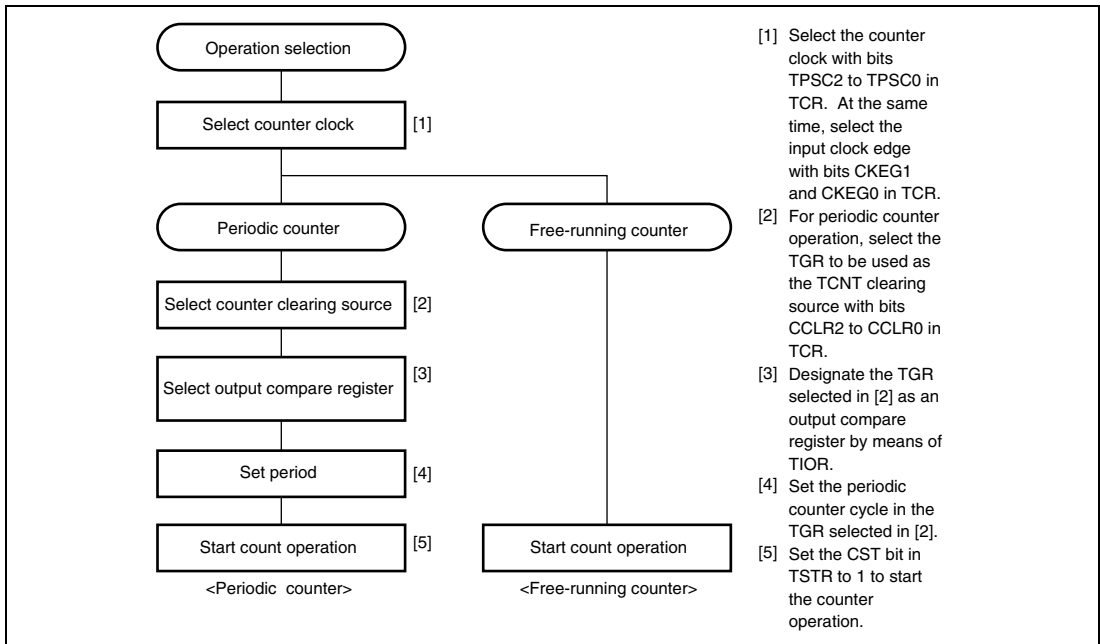 Operation selection
Select counter clock
[1]
Periodic counter
Free-running counter
Select counter clearing source
[2]
Select output compare register
[3]
Set period
[4]
Start count operation
[5]
Start count operation
<Periodic counter>
<Free-running counter>
[1] Select the counter
clock with bits
TPSC2 to TPSC0 in
TCR. At the same
time, select the
input clock edge
with bits CKEG1
and CKEG0 in TCR.
[2] For periodic counter
operation, select the
TGR to be used as
the TCNT clearing
source with bits
CCLR2 to CCLR0 in
TCR.
[3] Designate the TGR
selected in [2] as an
output compare
register by means of
TIOR.
[4] Set the periodic
counter cycle in the
TGR selected in [2].
[5] Set the CST bit in
TSTR to 1 to start
the counter
operation.